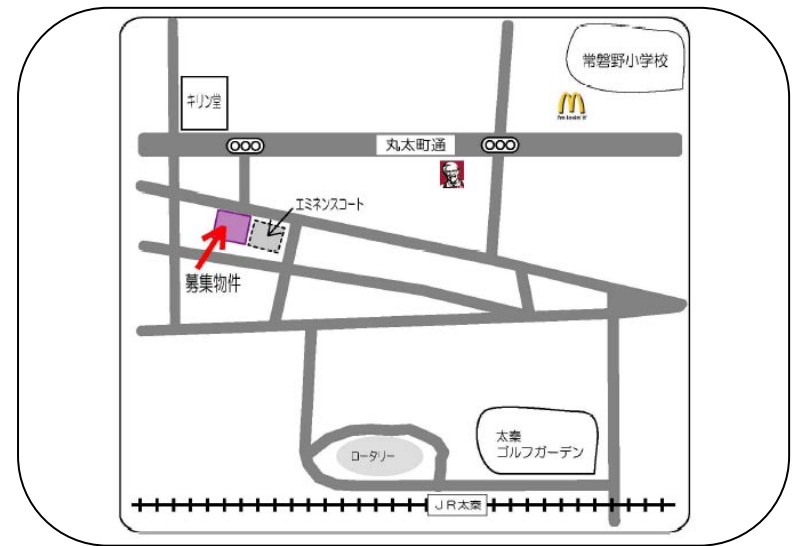 常磐野小学校
キリン堂
i'm lovin' it
丸太町通
エミネンスコート
募集物件
太秦
ゴルフガーデン
ロータリー
JR太秦